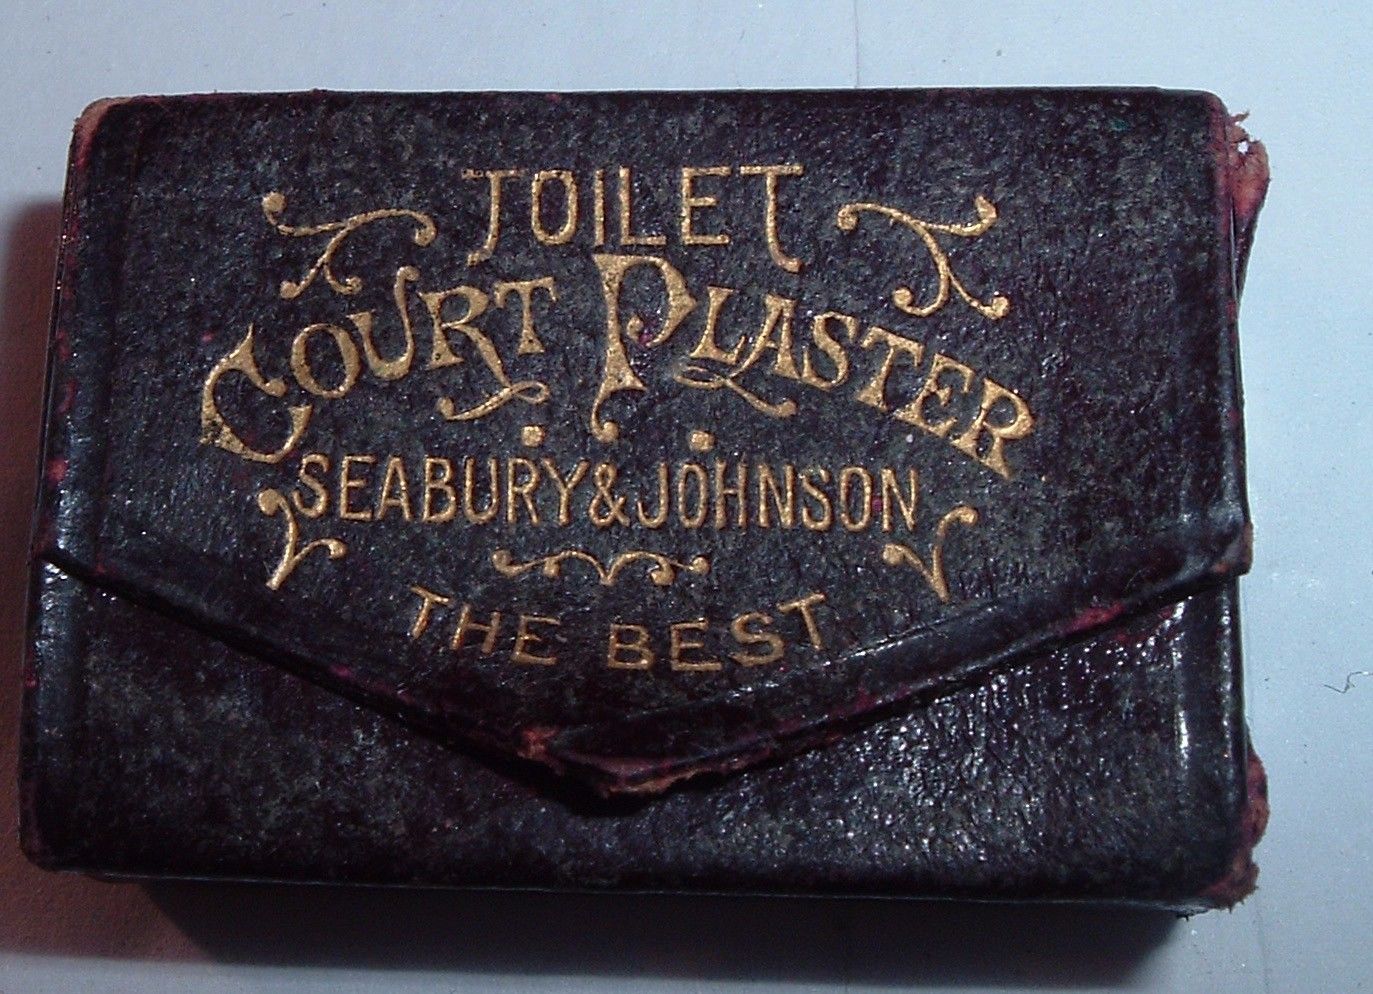 TOILET
COURT PLASTER
SEABURY & JOHNSON
THE BEST